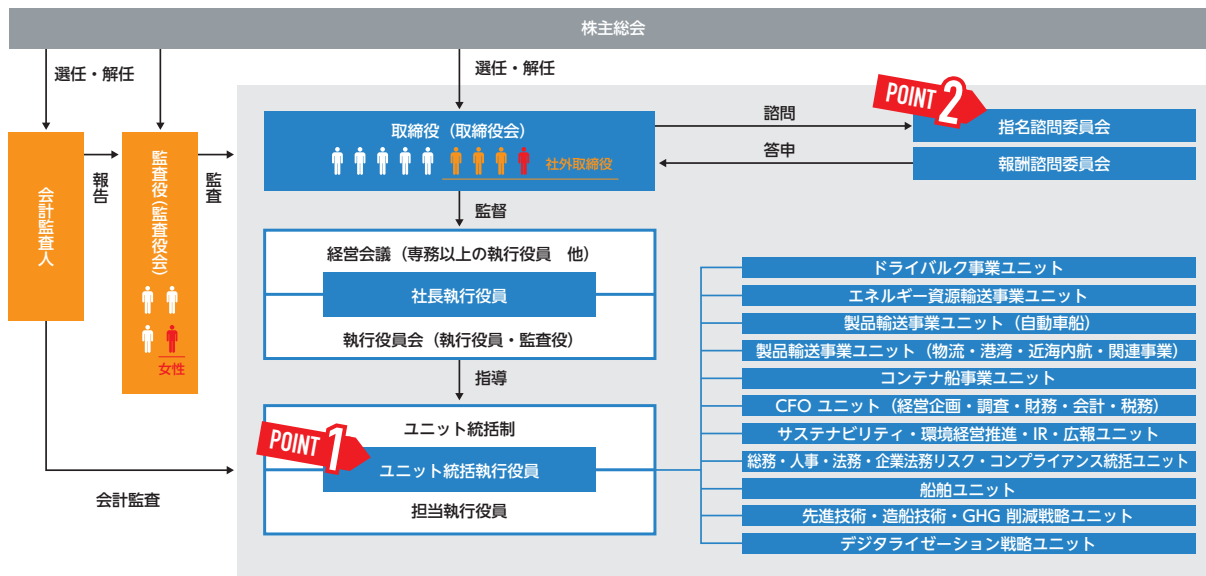 株主総会
選任・解任
選任・解任
POINT 2
取締役（取締役会）
社外取締役
諮問
答申
指名諮問委員会
報酬諮問委員会
会計監査人
報告
監査役（監査役会）
女性
監査
監督
経営会議（専務以上の執行役員　他）
社長執行役員
執行役員会（執行役員・監査役）
指導
POINT 1
ユニット統括制
ユニット統括執行役員
担当執行役員
会計監査
ドライバルク事業ユニット
エネルギー資源輸送事業ユニット
製品輸送事業ユニット（自動車船）
製品輸送事業ユニット（物流・港湾・近海内航・関連事業）
コンテナ船事業ユニット
CFO ユニット（経営企画・調査・財務・会計・税務）
サステナビリティ・環境経営推進・IR・広報ユニット
総務・人事・法務・企業法務リスク・コンプライアンス統括ユニット
船舶ユニット
先進技術・造船技術・GHG 削減戦略ユニット
デジタライゼーション戦略ユニット